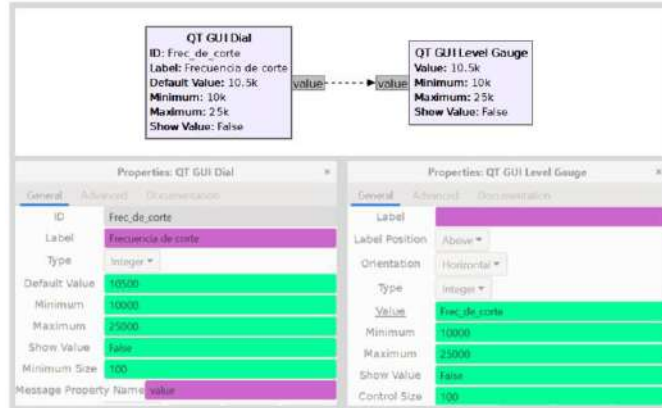 QT GUI Dial
ID: Frec_de_corte
Label: Frecuencia de corte
Default Value: 10.5k
Minimum: 10k
Maximum: 25k
Show Value: False
value
value
QT GUI Level Gauge
Value: 10.5k
Minimum: 10k
Maximum: 25k
Show Value: False
Properties: QT GUI Dial ×
General Advanced Documentation
ID Frec_de_corte
Label Frecuencia de corte
Type Integer
Default Value 10500
Minimum 10000
Maximum 25000
Show Value False
Minimum Size 100
Message Property Name value
Properties: QT GUI Level Gauge ×
General Advanced Documentation
Label
Label Position Above
Orientation Horizontal
Type Integer
Value Frec_de_corte
Minimum 10000
Maximum 25000
Show Value False
Control Size 100